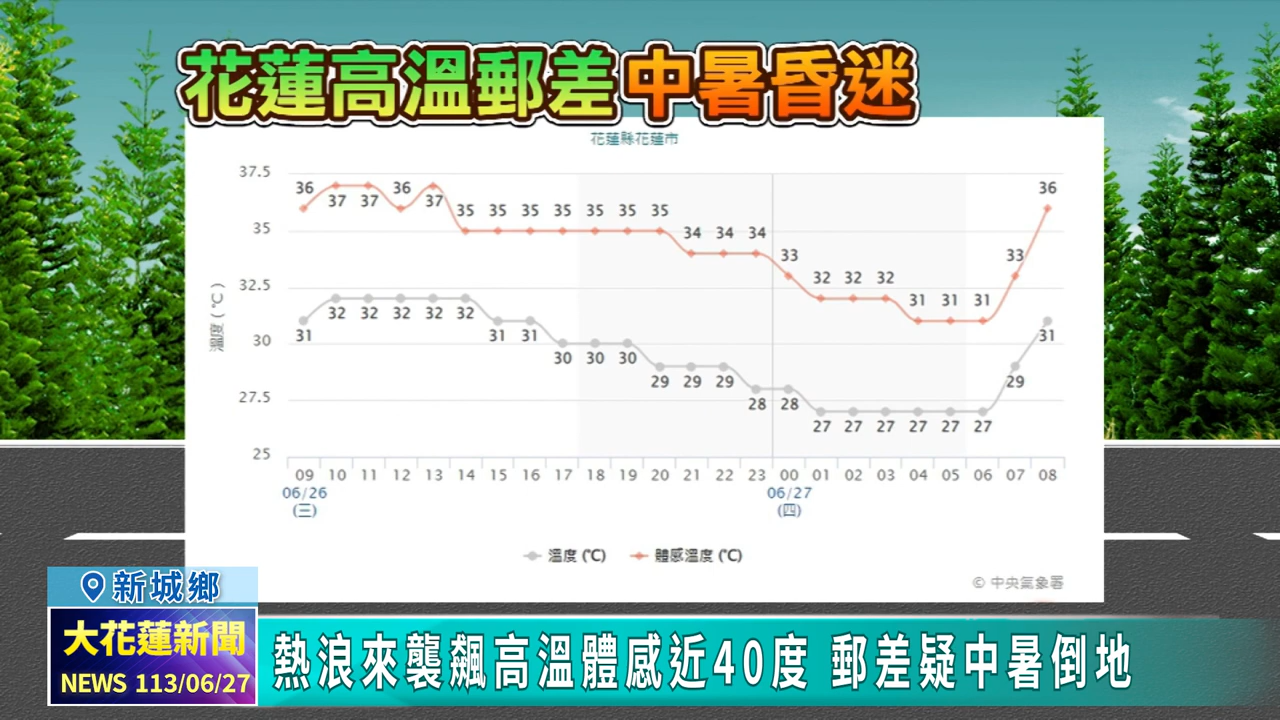 花蓮高溫郵差中暑昏迷
花蓮縣花蓮市
37.5
35
32.5
30
27.5
25
溫度 ( ℃ )
36 37 37 36 37 35 35 35 35 35 35 35 34 34 34 33 32 32 32 31 31 31 33 36
31 32 32 32 32 32 31 31 30 30 30 29 29 29 28 28 27 27 27 27 27 27 29 31
09 10 11 12 13 14 15 16 17 18 19 20 21 22 23 00 01 02 03 04 05 06 07 08
06/26 06/27
(三) (四)
溫度 (℃) 體感溫度 (℃)
© 中央氣象署
新城鄉
大花蓮新聞
NEWS 113/06/27
熱浪來襲飆高溫體感近40度 郵差疑中暑倒地